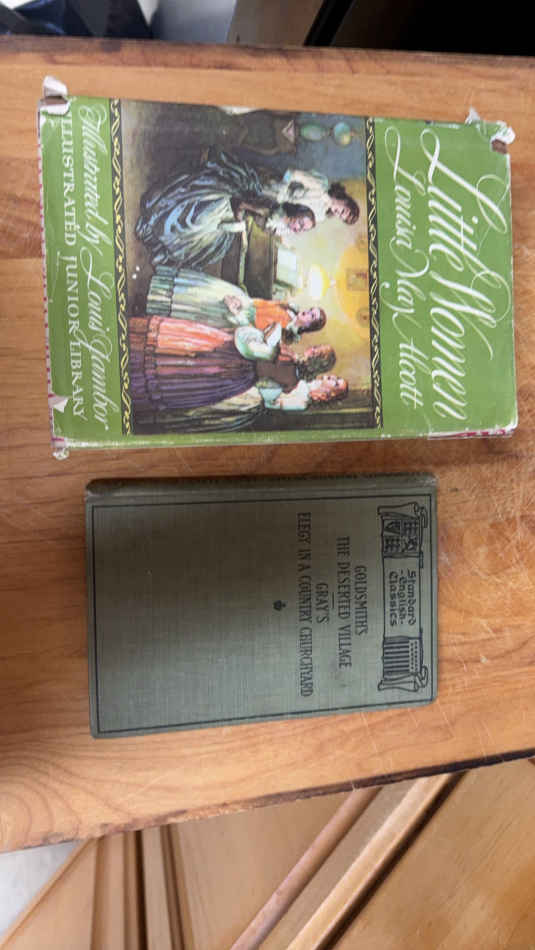 Little Women
Louisa May Alcott
Illustrated by Louis Jambor
ILLUSTRATED JUNIOR LIBRARY
Standard
-English-
Classics
GOLDSMITH'S
THE DESERTED VILLAGE
GRAY'S
ELEGY IN A COUNTRY CHURCHYARD